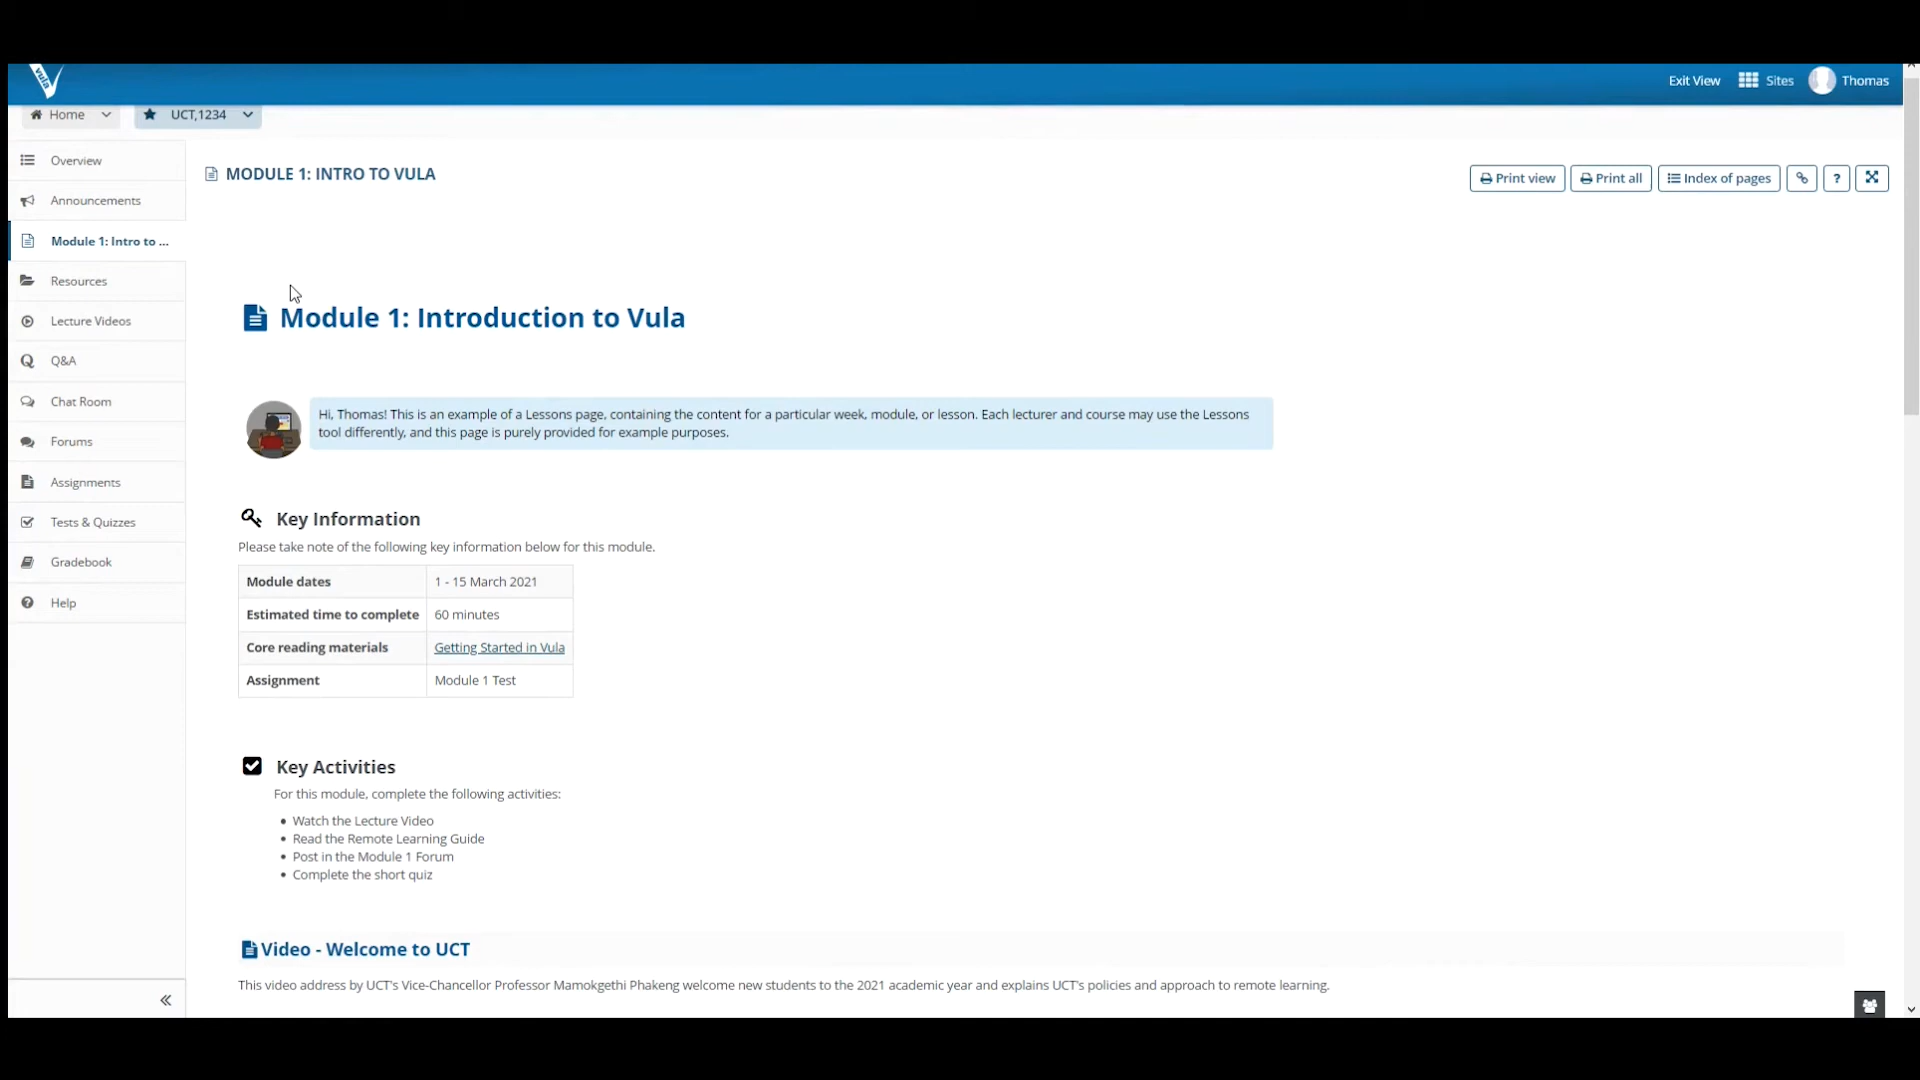 vula
Exit View
Sites
Thomas
Home
UCT,1234
Overview
Announcements
Module 1: Intro to ...
Resources
Lecture Videos
Q&A
Chat Room
Forums
Assignments
Tests & Quizzes
Gradebook
Help
MODULE 1: INTRO TO VULA
Print view
Print all
Index of pages
?
Module 1: Introduction to Vula
Hi, Thomas! This is an example of a Lessons page, containing the content for a particular week, module, or lesson. Each lecturer and course may use the Lessons
tool differently, and this page is purely provided for example purposes.
Key Information
Please take note of the following key information below for this module.
Module dates 1 - 15 March 2021
Estimated time to complete 60 minutes
Core reading materials Getting Started in Vula
Assignment Module 1 Test
Key Activities
For this module, complete the following activities:
• Watch the Lecture Video
• Read the Remote Learning Guide
• Post in the Module 1 Forum
• Complete the short quiz
Video - Welcome to UCT
This video address by UCT's Vice-Chancellor Professor Mamokgethi Phakeng welcome new students to the 2021 academic year and explains UCT's policies and approach to remote learning.